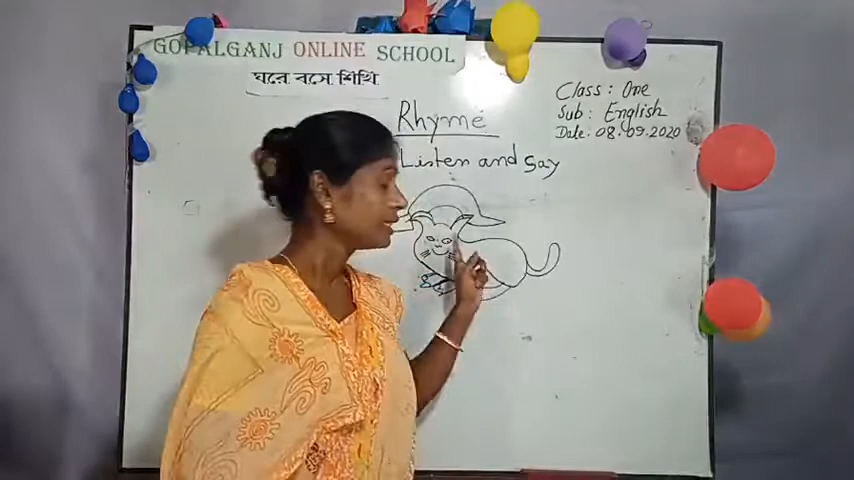 GOPALGANJ ONLINE SCHOOL
ঘরে বসে শিখি
Class : One
Sub : English
Date : 08.09.2020
Rhyme
Listen and Say